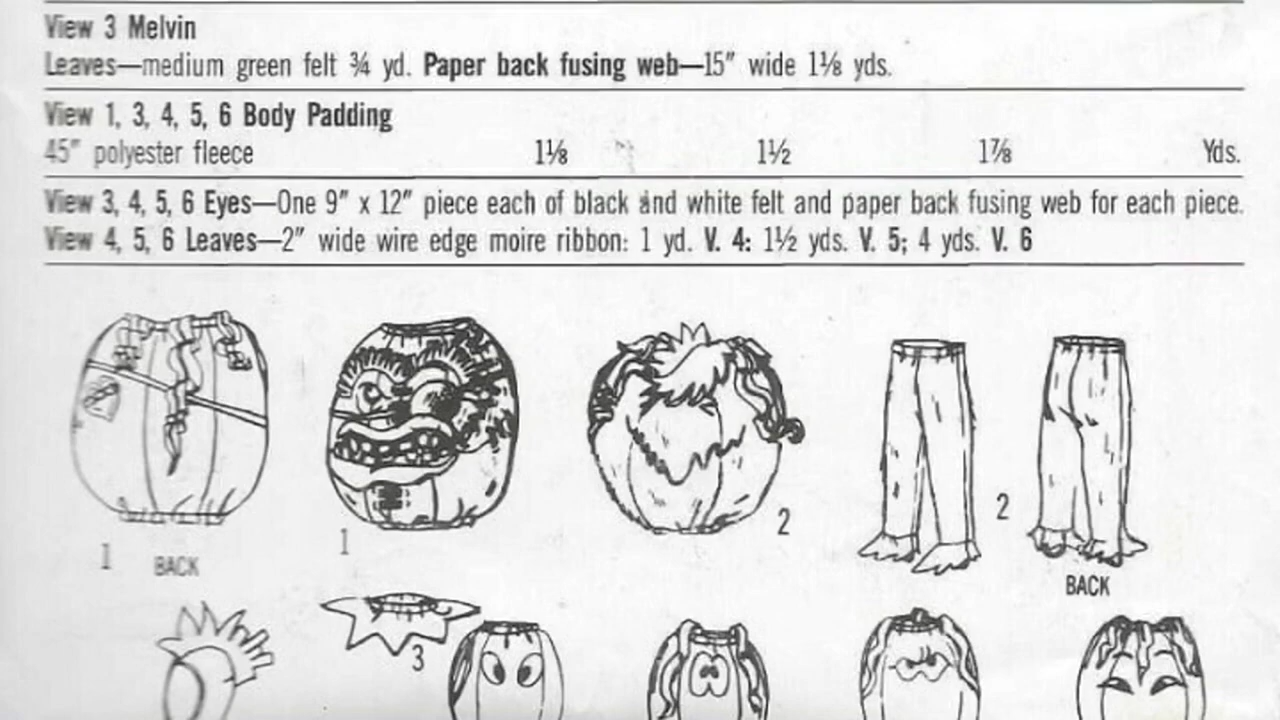 View 3 Melvin
Leaves—medium green felt ¾ yd. Paper back fusing web—15" wide 1⅛ yds.
View 1, 3, 4, 5, 6 Body Padding
45" polyester fleece 1⅛ 1½ 1⅞ Yds.
View 3, 4, 5, 6 Eyes—One 9" x 12" piece each of black and white felt and paper back fusing web for each piece.
View 4, 5, 6 Leaves—2" wide wire edge moire ribbon: 1 yd. V. 4: 1½ yds. V. 5; 4 yds. V. 6
1 BACK
1
2
2
BACK
3